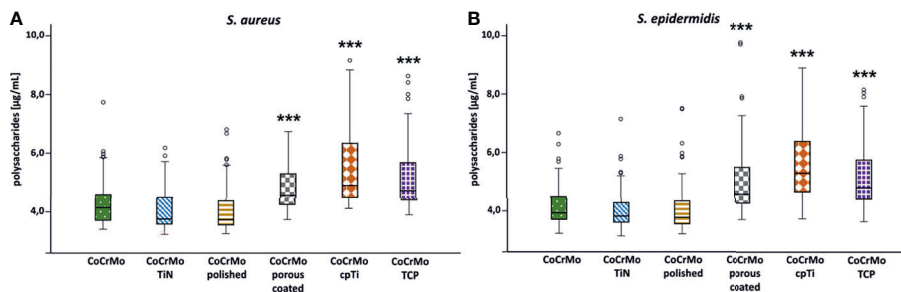 A
S. aureus
polysaccharides [µg/mL]
10,0
8,0
6,0
4,0
***
***
***
CoCrMo
CoCrMo TiN
CoCrMo polished
CoCrMo porous coated
CoCrMo cpTi
CoCrMo TCP
B
S. epidermidis
polysaccharides [µg/mL]
10,0
8,0
6,0
4,0
***
***
***
CoCrMo
CoCrMo TiN
CoCrMo polished
CoCrMo porous coated
CoCrMo cpTi
CoCrMo TCP